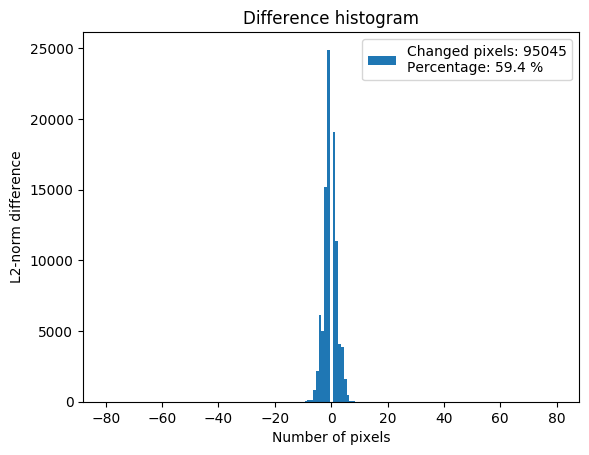 Difference histogram
Changed pixels: 95045
Percentage: 59.4 %
25000
20000
15000
10000
5000
0
L2-norm difference
−80 −60 −40 −20 0 20 40 60 80
Number of pixels